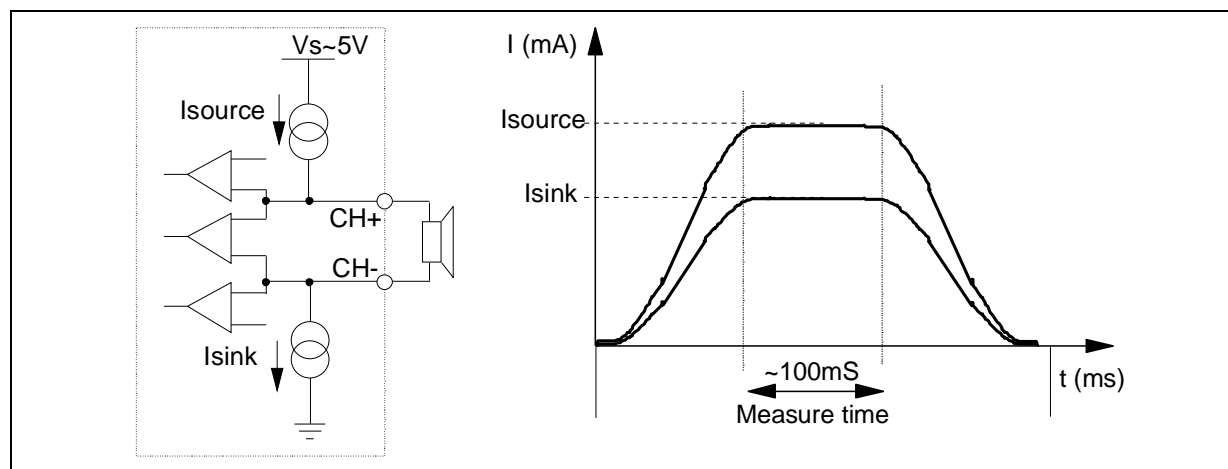 Vs~5V
Isource
CH+
CH-
Isink
I (mA)
Isource
Isink
~100mS
Measure time
t (ms)